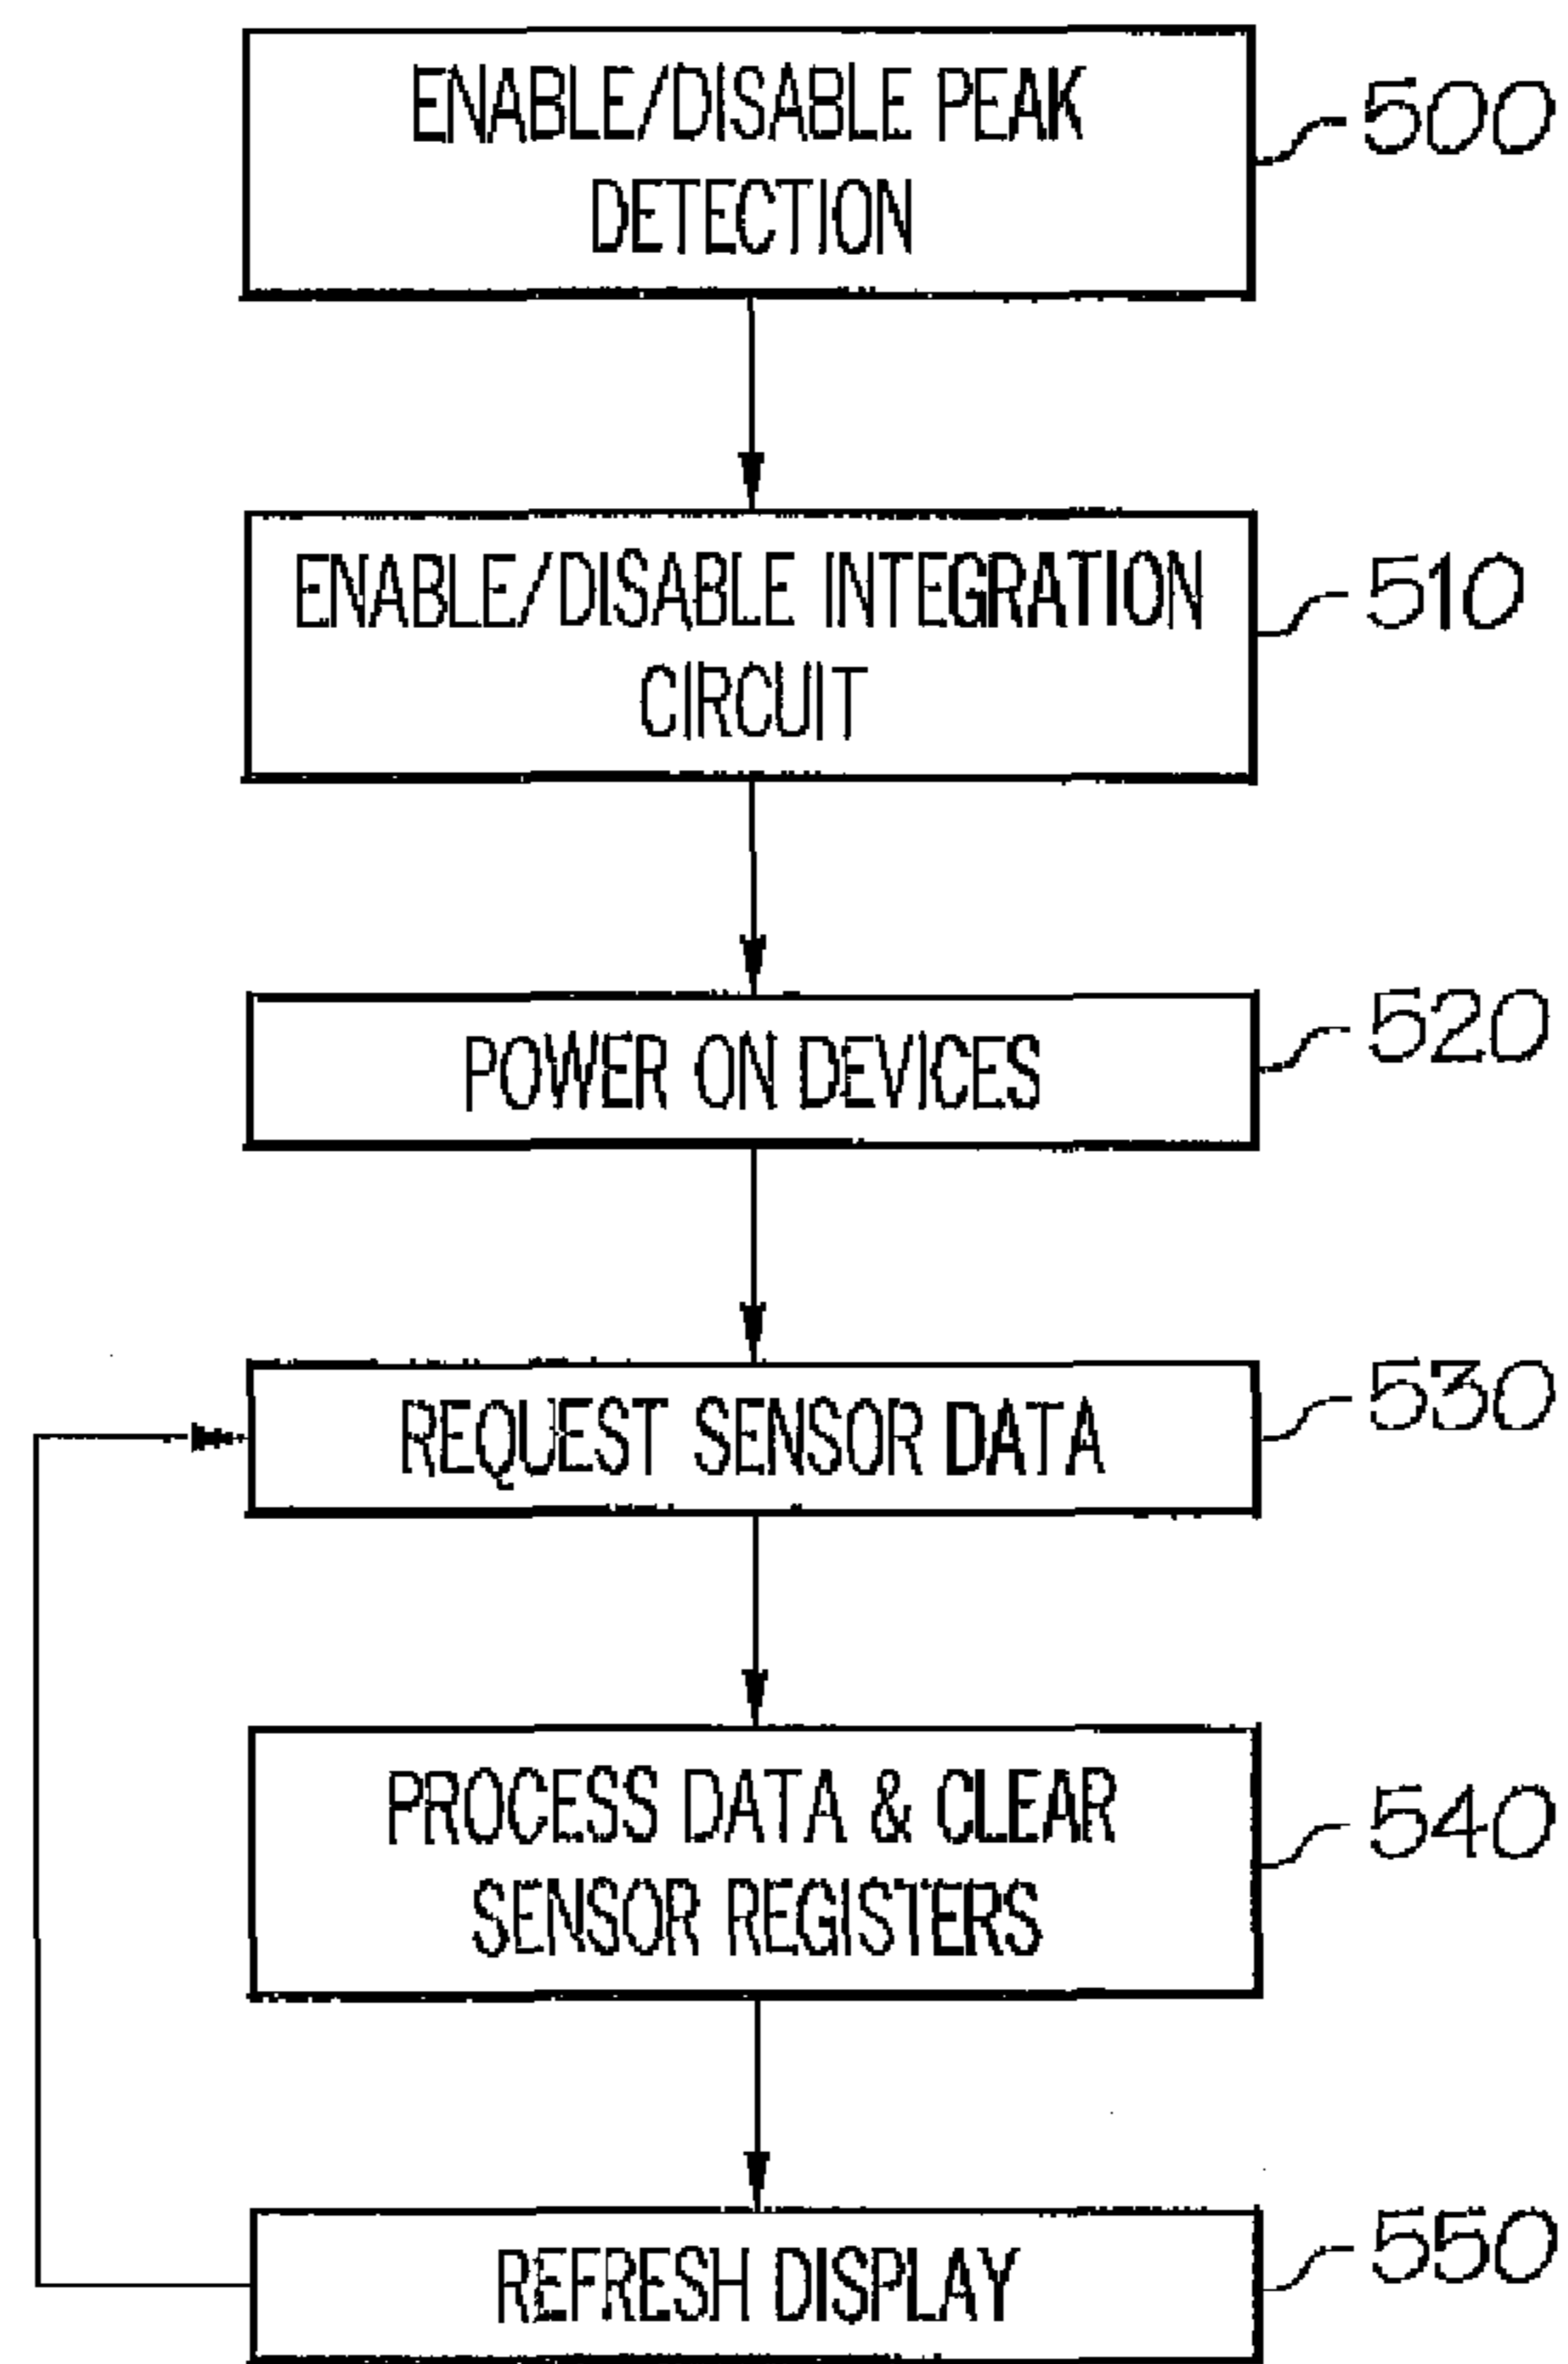 ENABLE/DISABLE PEAK
DETECTION
500
ENABLE/DISABLE INTEGRATION
CIRCUIT
510
POWER ON DEVICES
520
REQUEST SENSOR DATA
530
PROCESS DATA & CLEAR
SENSOR REGISTERS
540
REFRESH DISPLAY
550